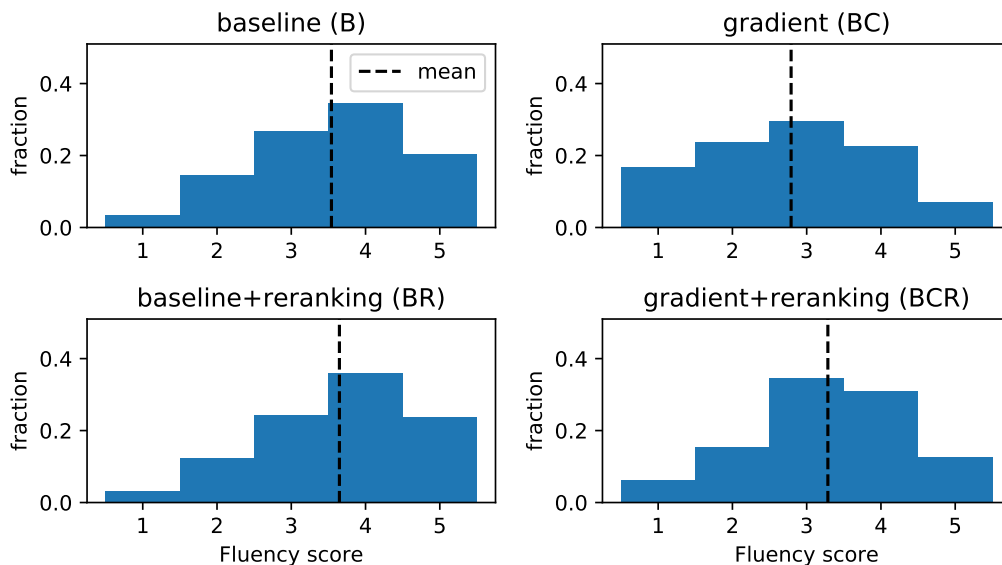 baseline (B)
fraction
0.4
0.2
0.0
mean
1 2 3 4 5
gradient (BC)
fraction
0.4
0.2
0.0
1 2 3 4 5
baseline+reranking (BR)
fraction
0.4
0.2
0.0
1 2 3 4 5
Fluency score
gradient+reranking (BCR)
fraction
0.4
0.2
0.0
1 2 3 4 5
Fluency score